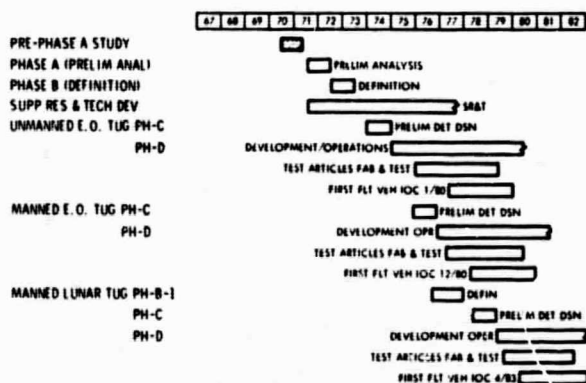 67 68 69 70 71 72 73 74 75 76 77 78 79 80 81 82
PRE-PHASE A STUDY
PHASE A (PRELIM ANAL) PRELIM ANALYSIS
PHASE B (DEFINITION) DEFINITION
SUPP RES & TECH DEV SR&T
UNMANNED E.O. TUG PH-C PRELIM DET DSN
PH-D DEVELOPMENT/OPERATIONS
TEST ARTICLES FAB & TEST
FIRST FLT VEH IOC 1/80
MANNED E.O. TUG PH-C PRELIM DET DSN
PH-D DEVELOPMENT OPR
TEST ARTICLES FAB & TEST
FIRST FLT VEH IOC 12/80
MANNED LUNAR TUG PH-B-1 DEFIN
PH-C PRELIM DET DSN
PH-D DEVELOPMENT OPER
TEST ARTICLES FAB & TEST
FIRST FLT VEH IOC 6/83